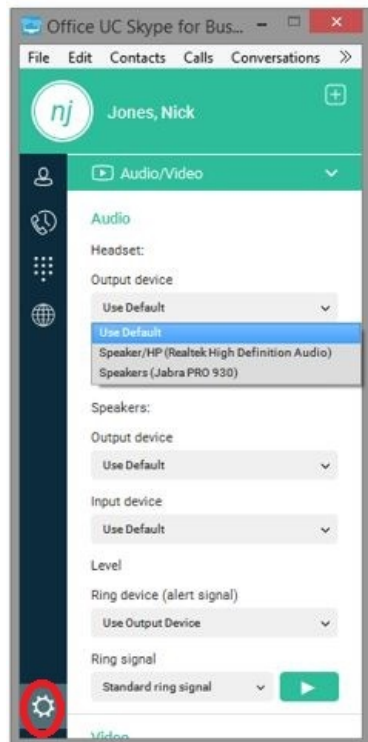 Office UC Skype for Bus...
File Edit Contacts Calls Conversations »
nj
Jones, Nick
Audio/Video
Audio
Headset:
Output device
Use Default
Use Default
Speaker/HP (Realtek High Definition Audio)
Speakers (Jabra PRO 930)
Speakers:
Output device
Use Default
Input device
Use Default
Level
Ring device (alert signal)
Use Output Device
Ring signal
Standard ring signal
Video